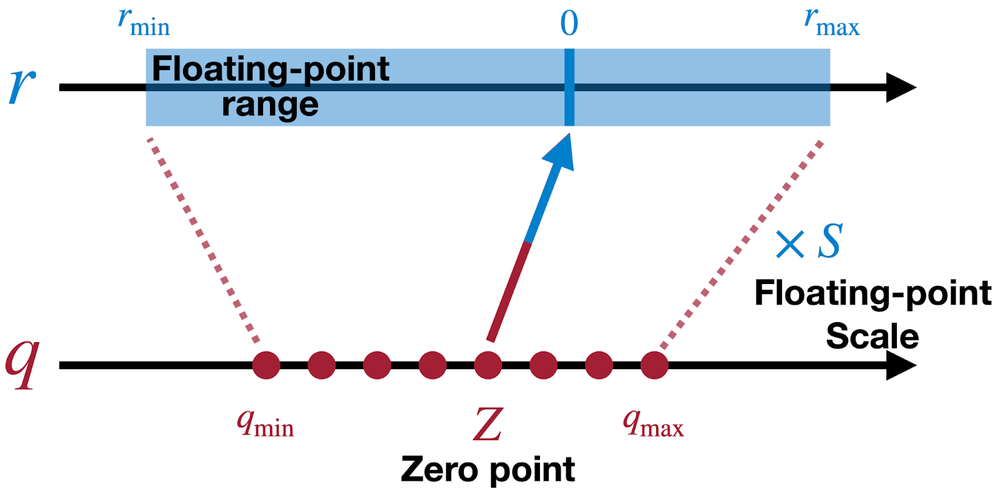 r_min 0 r_max
r
Floating-point
range
× S
Floating-point
Scale
q
q_min Z q_max
Zero point